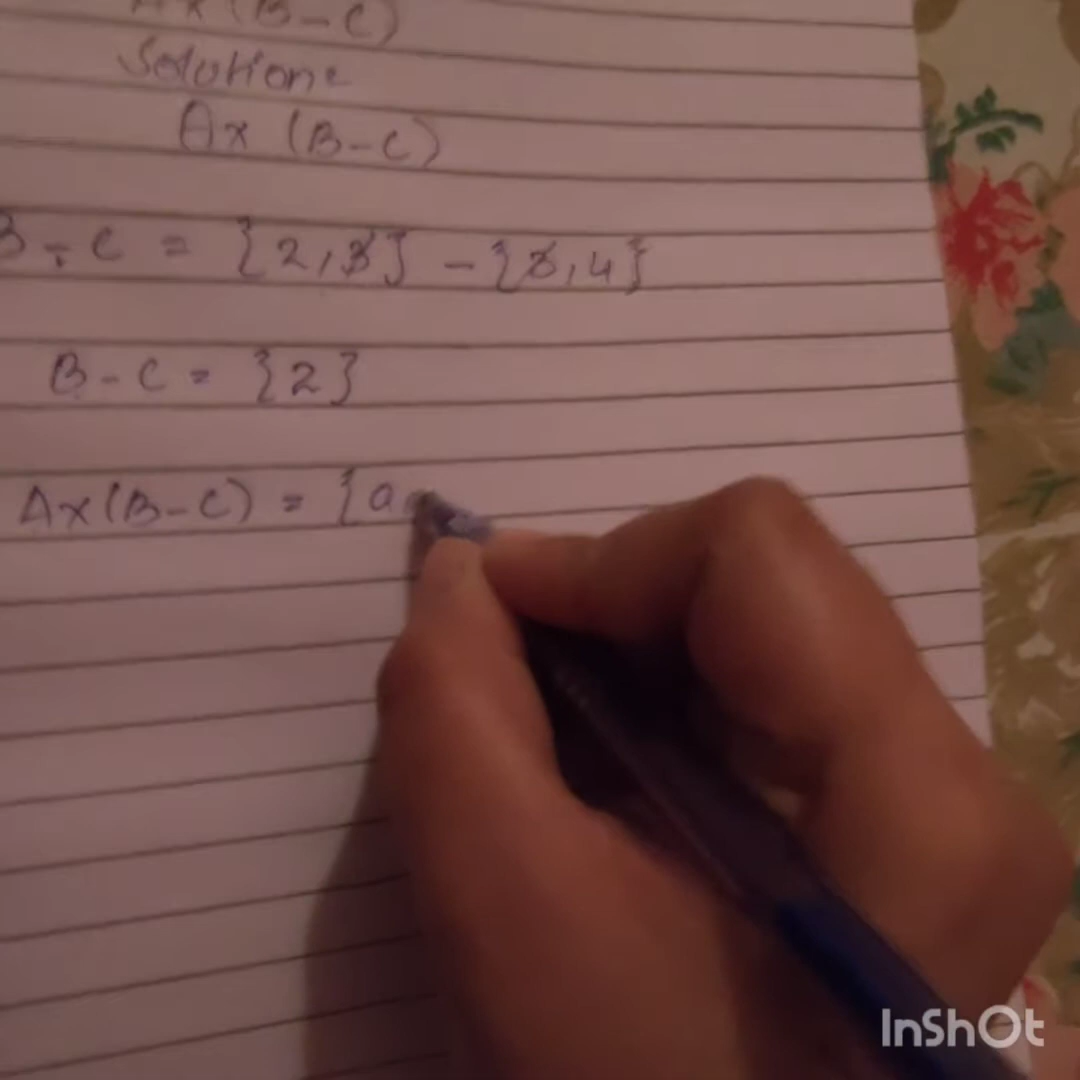 A x (B - C)
Solution:
A x (B - C)
B - C = {2, 3} - {3, 4}
B - C = {2}
A x (B - C) = {a
InShOt